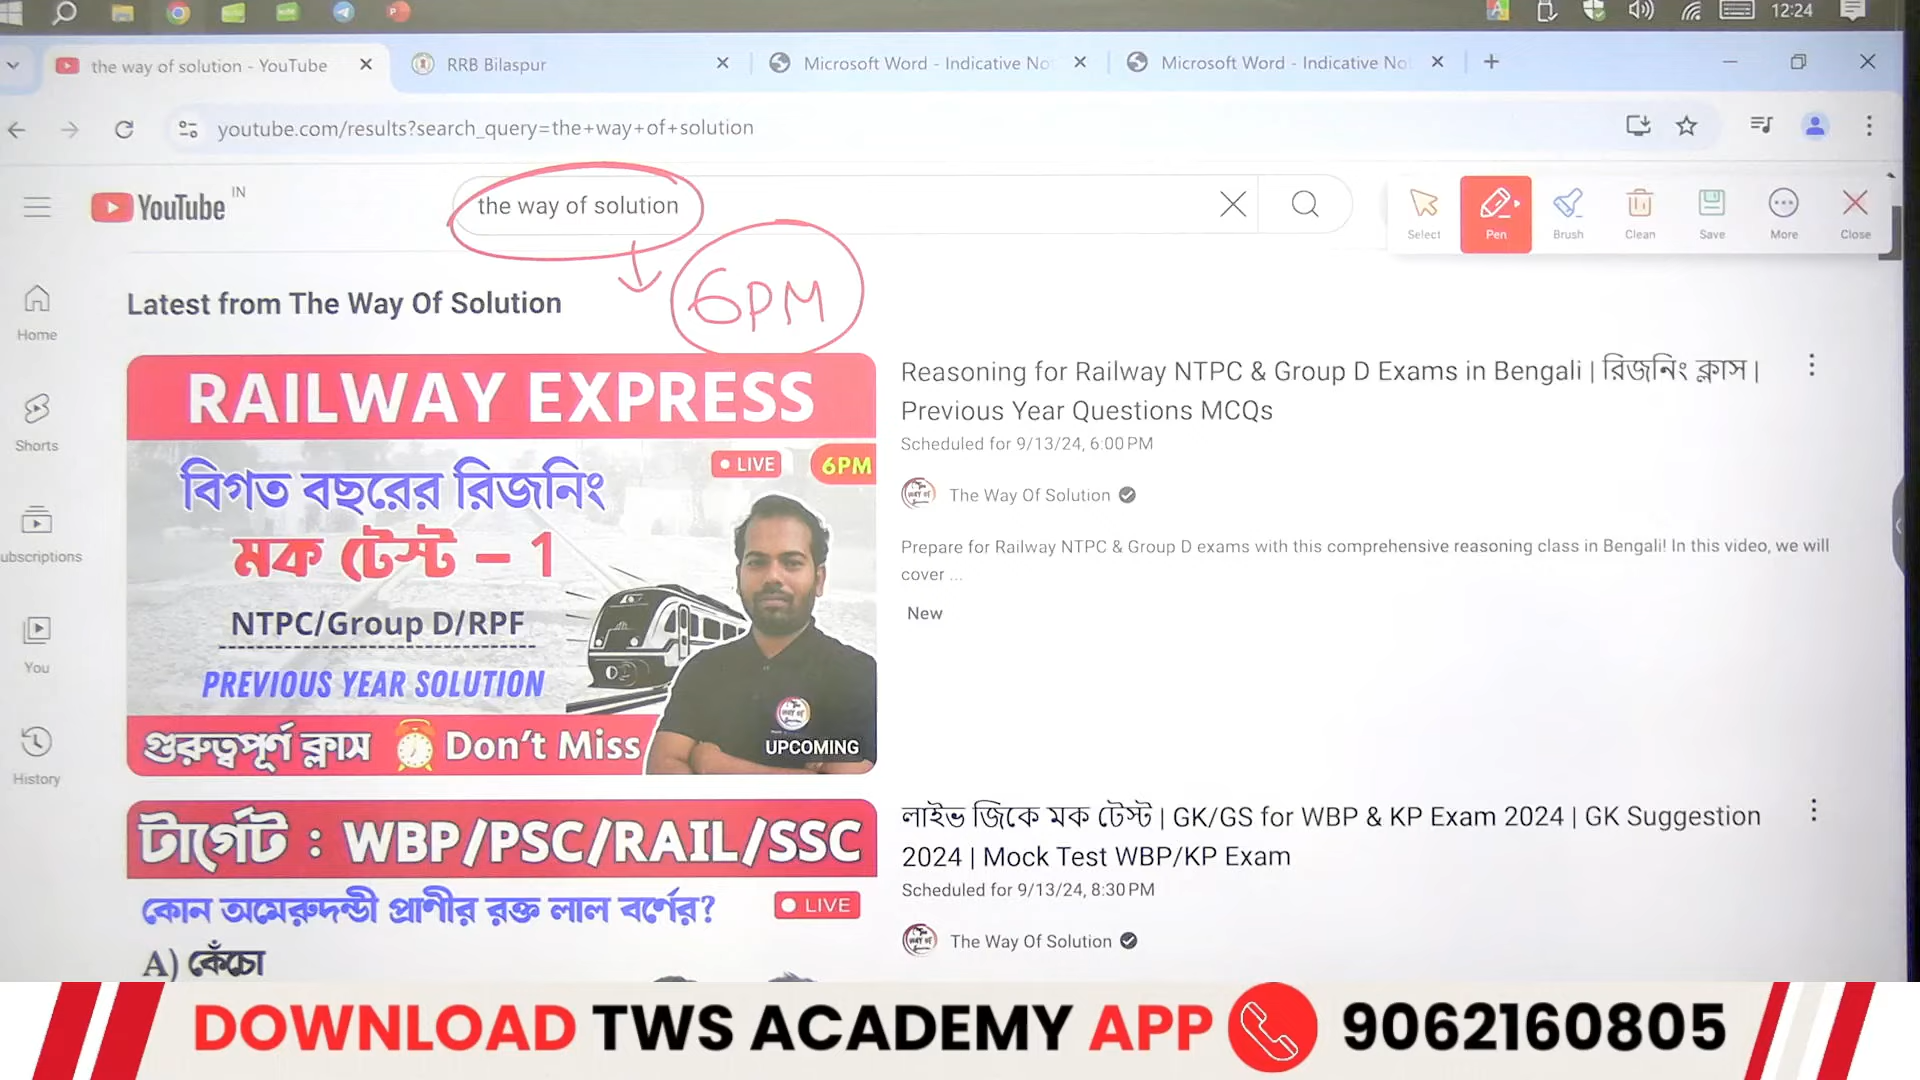 12:24
the way of solution - YouTube
RRB Bilaspur
Microsoft Word - Indicative No
Microsoft Word - Indicative No
youtube.com/results?search_query=the+way+of+solution
YouTube IN
the way of solution
Select
Pen
Brush
Clean
Save
More
Close
6PM
Home
Shorts
ubscriptions
You
History
Latest from The Way Of Solution
RAILWAY EXPRESS
LIVE
6PM
বিগত বছরের রিজনিং
মক টেস্ট – 1
NTPC/Group D/RPF
PREVIOUS YEAR SOLUTION
গুরুত্বপূর্ণ ক্লাস Don't Miss
UPCOMING
Reasoning for Railway NTPC & Group D Exams in Bengali | রিজনিং ক্লাস |
Previous Year Questions MCQs
Scheduled for 9/13/24, 6:00 PM
The Way Of Solution
Prepare for Railway NTPC & Group D exams with this comprehensive reasoning class in Bengali! In this video, we will
cover ...
New
টার্গেট : WBP/PSC/RAIL/SSC
কোন অমেরুদন্ডী প্রাণীর রক্ত লাল বর্ণের?
LIVE
A) কেঁচো
লাইভ জিকে মক টেস্ট | GK/GS for WBP & KP Exam 2024 | GK Suggestion
2024 | Mock Test WBP/KP Exam
Scheduled for 9/13/24, 8:30 PM
The Way Of Solution
DOWNLOAD TWS ACADEMY APP 9062160805